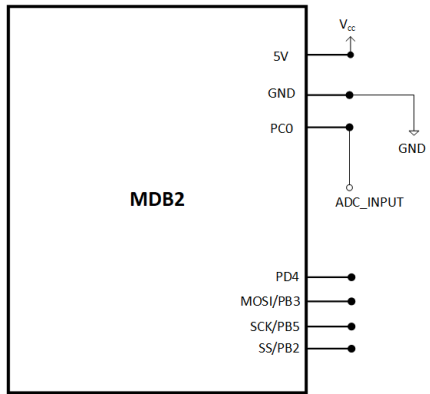 Vcc
5V
GND
PC0
GND
MDB2
ADC_INPUT
PD4
MOSI/PB3
SCK/PB5
SS/PB2